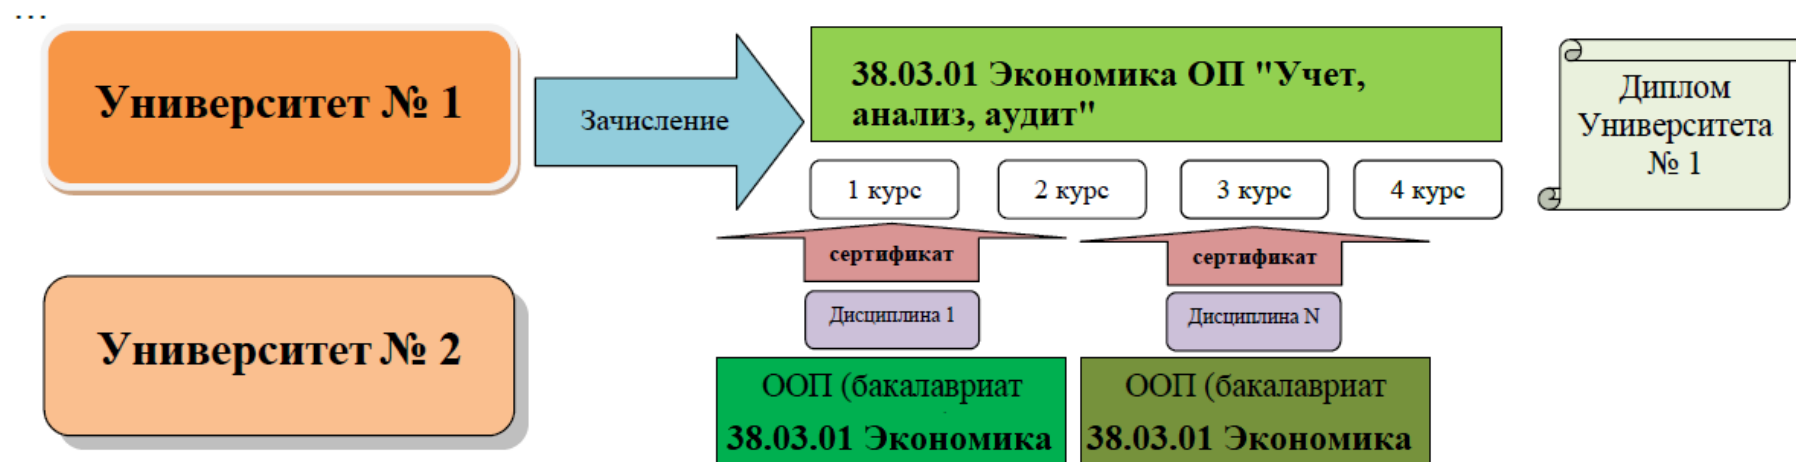 ...
Университет № 1
Зачисление
38.03.01 Экономика ОП "Учет,
анализ, аудит"
Диплом
Университета
№ 1
1 курс
2 курс
3 курс
4 курс
сертификат
сертификат
Дисциплина 1
Дисциплина N
Университет № 2
ООП (бакалавриат
38.03.01 Экономика
ООП (бакалавриат
38.03.01 Экономика